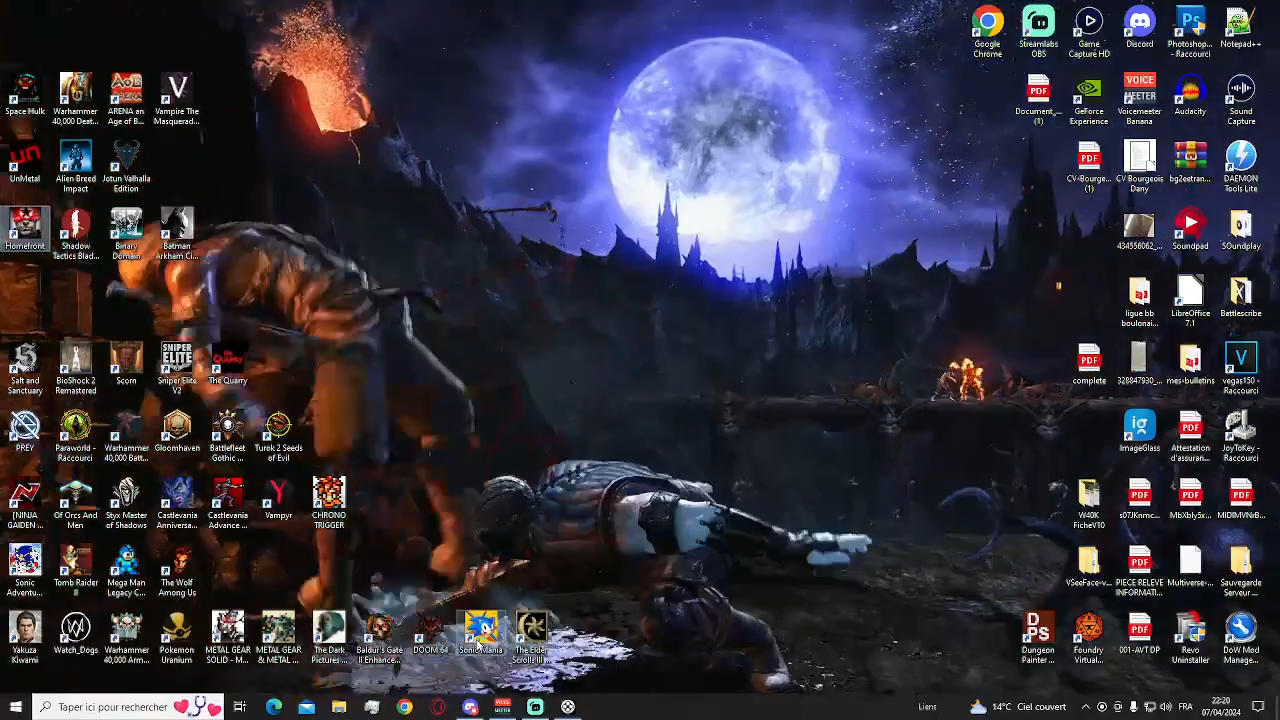 Google
Chrome
Streamlabs
OBS
Game
Capture HD
Discord
Photoshop...
Raccourci
Notepad++
Space Hulk
Warhammer
40,000 Deat...
ARENA an
Age of B...
Vampire The
Masquerad...
Document_...
(1)
GeForce
Experience
VOICE
MEETER
Voicemeeter
Banana
Audacity
Sound
Capture
UnMetal
Alien Breed
Impact
Jotun Valhalla
Edition
CV-Bourge...
(1)
CV Bourgeois
Dany
bg2eetran...
DAEMON
Tools Lite
Homefront
Shadow
Tactics Blad...
Binary
Domain
Batman
Arkham Ci...
434556062_...
Soundpad
Soundplay
ligue bb
boulonai...
LibreOffice
7.1
Battlescribe
Salt and
Sanctuary
BioShock 2
Remastered
Scorn
SNIPER
ELITE
Sniper Elite
V2
The Quarry
complete
328847930_...
mes-bulletins
vegas150 -
Raccourci
PREY
Paraworld -
Raccourci
Warhammer
40,000 Batt...
Gloomhaven
Battlefleet
Gothic ...
Turok 2 Seeds
of Evil
ImageGlass
Attestation
dassuran...
JoyToKey -
Raccourci
NINJA
GAIDEN ...
Of Orcs And
Men
Styx Master
of Shadows
Castlevania
Anniversa...
Castlevania
Advance ...
Vampyr
CHRONO
TRIGGER
W40K
FicheV10
s071Knmc...
MbXbly5x...
MIDIMWrB...
Sonic
Adventu...
Tomb Raider
I
Mega Man
Legacy C...
The Wolf
Among Us
VSeeFace-v...
PIECE RELEVE
INFORMATI...
Multiverse-...
Sauvegarde
Yakuza
Kiwami
Watch_Dogs
Warhammer
40,000 Arm...
Pokemon
Uranium
METAL GEAR
SOLID - M...
METAL GEAR
& METAL ...
The Dark
Pictures ...
Baldur's Gate
II Enhance...
DOOM 64
Sonic Mania
The Elder
Scrolls III ...
Dungeon
Painter ...
Foundry
Virtual...
001-AVT.E...
Revo
Uninstaller
DoW Mod
Manager
Taper ici pour rechercher
Liens
14°C Ciel couvert
FRA
22:20
07/04/2024